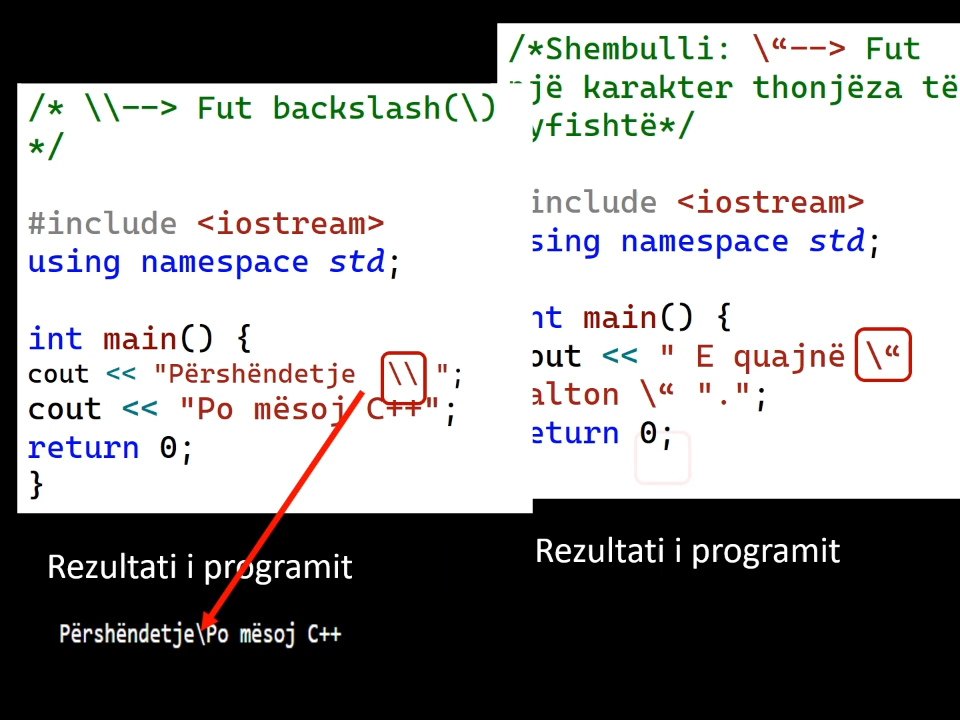 /* \\--> Fut backslash(\)
*/
#include <iostream>
using namespace std;
int main() {
cout << "Përshëndetje \\ ";
cout << "Po mësoj C++";
return 0;
}
Rezultati i programit
Përshëndetje\Po mësoj C++
/*Shembulli: \“--> Fut
një karakter thonjëza të
yfishtë*/
include <iostream>
sing namespace std;
nt main() {
out << " E quajnë \“
alton \“ ".";
eturn 0;
Rezultati i programit